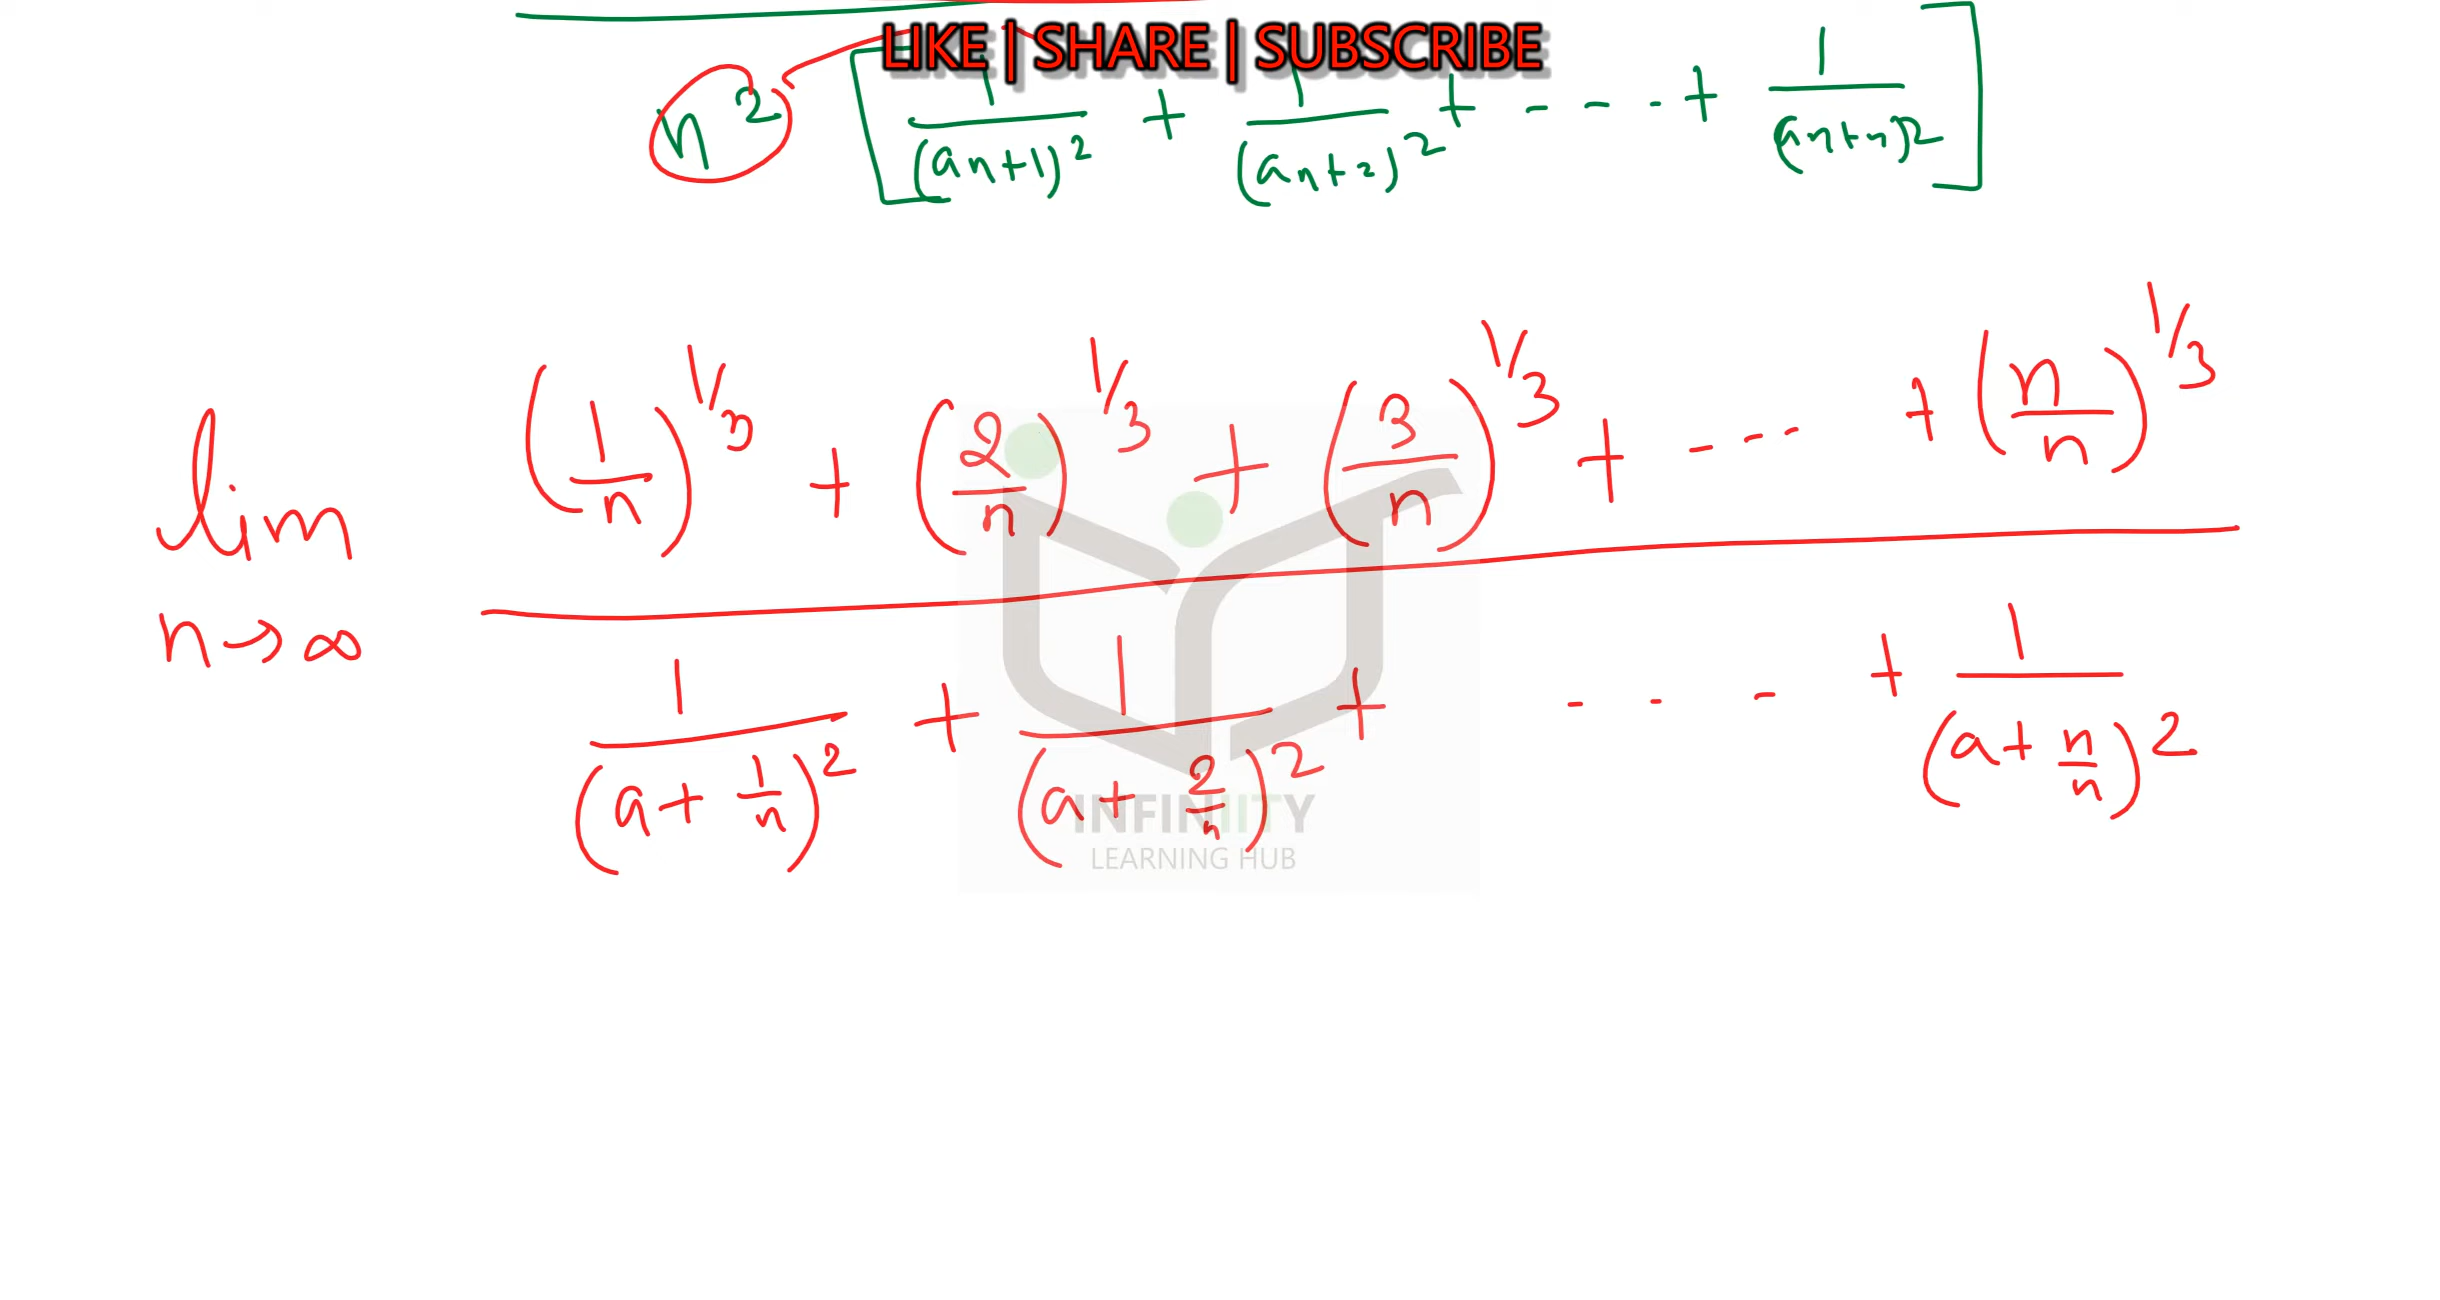 LIKE | SHARE | SUBSCRIBE
n² [ 1/(an+1)² + 1/(an+2)² + - - - - + 1/(an+n)² ]
lim n→∞ (1/n)^1/3 + (2/n)^1/3 + (3/n)^1/3 + - - - - + (n/n)^1/3
1/(a+1/n)² + 1/(a+2/n)² + - - - + 1/(a+n/n)²
INFINIITY
LEARNING HUB